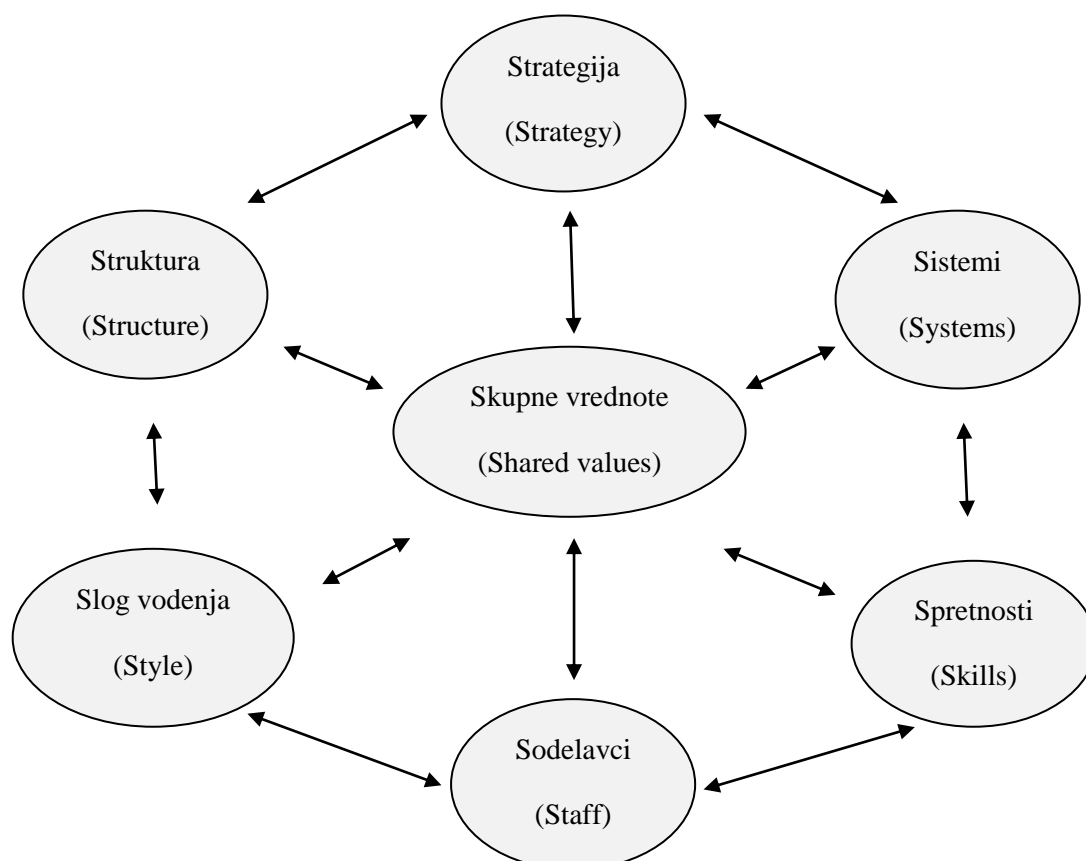 Strategija
(Strategy)
Struktura
(Structure)
Sistemi
(Systems)
Skupne vrednote
(Shared values)
Slog vodenja
(Style)
Spretnosti
(Skills)
Sodelavci
(Staff)